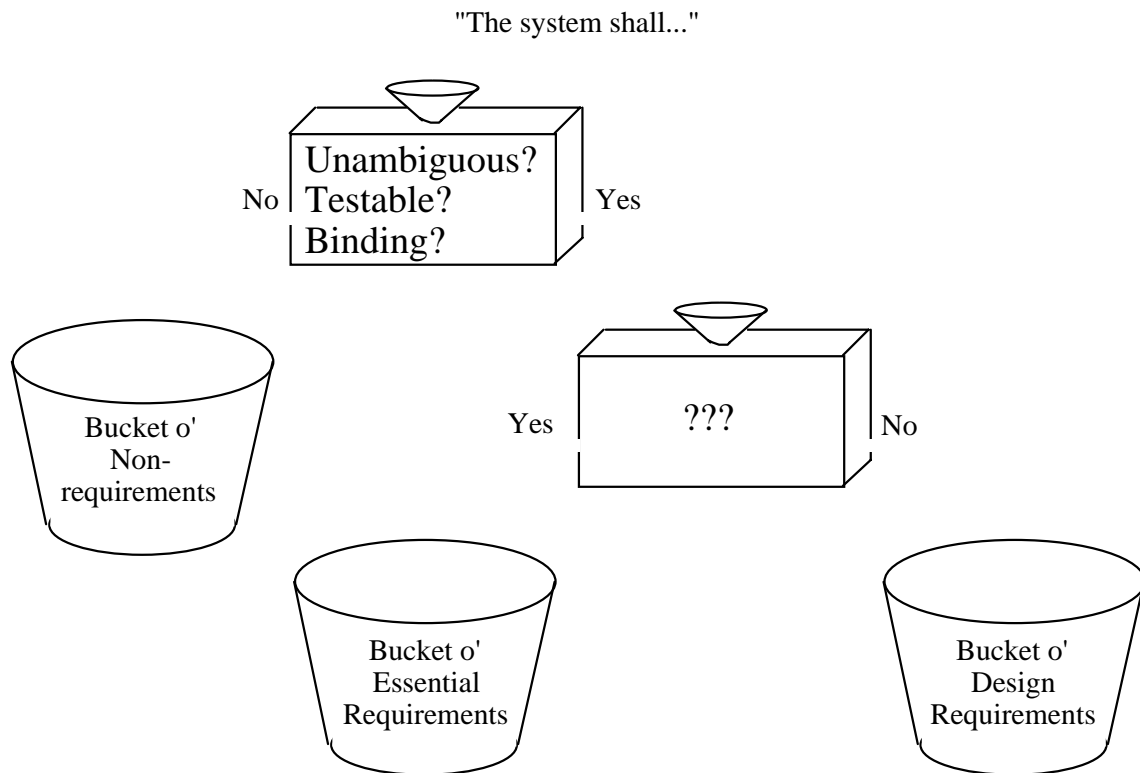 "The system shall..."
Unambiguous?
No
Testable?
Yes
Binding?
Yes
???
No
Bucket o'
Non-
requirements
Bucket o'
Essential
Requirements
Bucket o'
Design
Requirements